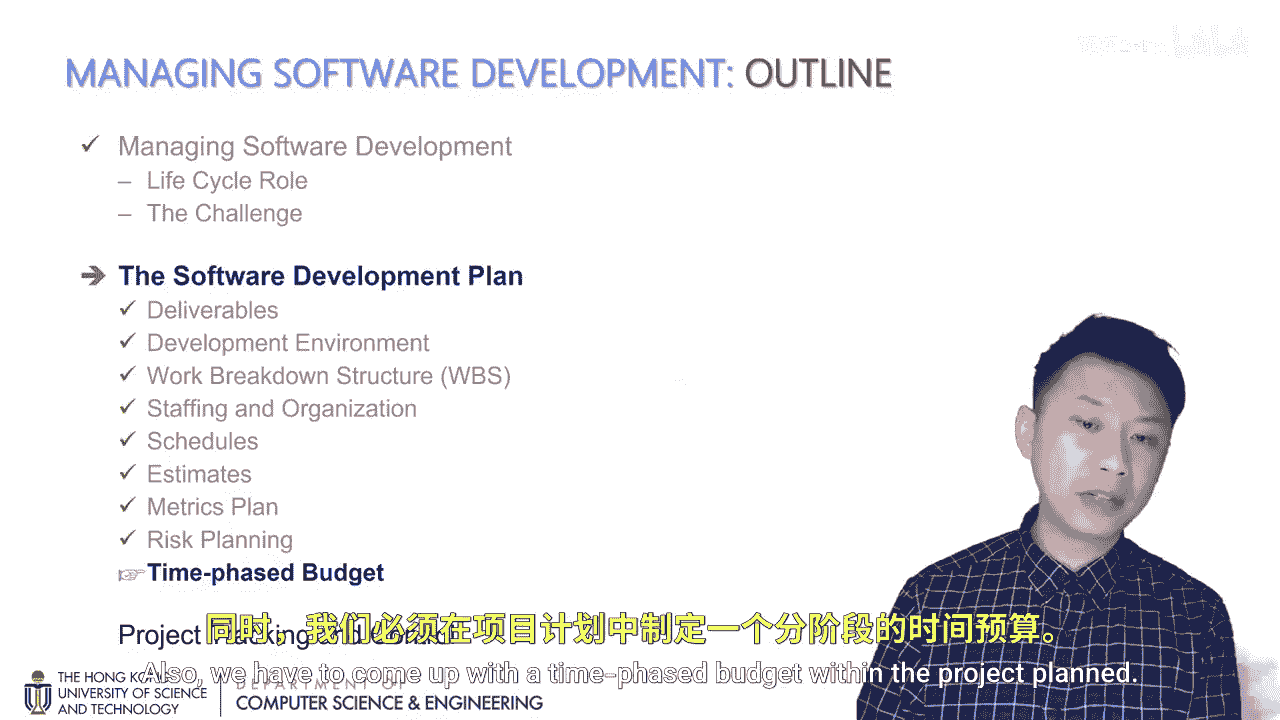 MANAGING SOFTWARE DEVELOPMENT: OUTLINE
✓ Managing Software Development
– Life Cycle Role
– The Challenge
➔ The Software Development Plan
✓ Deliverables
✓ Development Environment
✓ Work Breakdown Structure (WBS)
✓ Staffing and Organization
✓ Schedules
✓ Estimates
✓ Metrics Plan
✓ Risk Planning
☞ Time-phased Budget
Project
同时，我们必须在项目计划中制定一个分阶段的时间预算。
Also, we have to come up with a time-phased budget within the project planned.
THE HONG KONG
UNIVERSITY OF SCIENCE
AND TECHNOLOGY
DEPARTMENT OF
COMPUTER SCIENCE & ENGINEERING